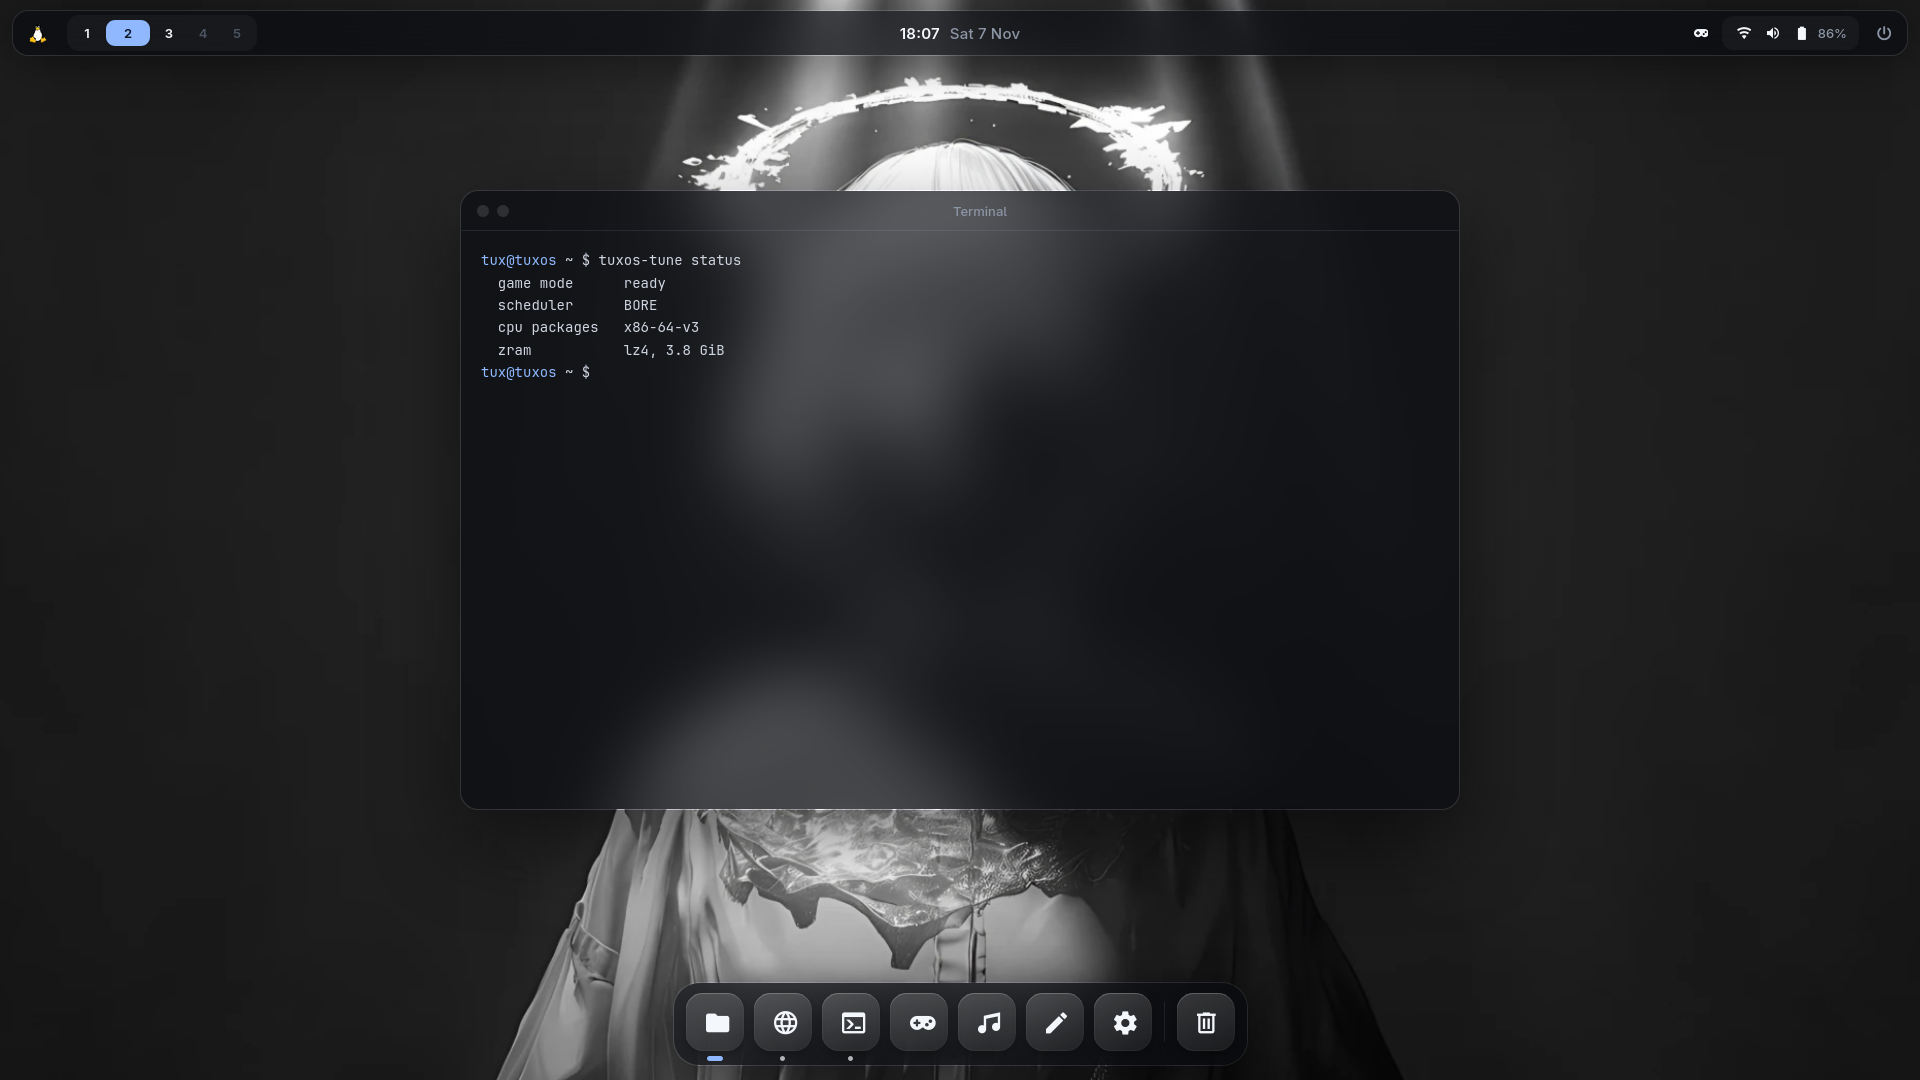 1 2 3 4 5
18:07 Sat 7 Nov
86%
Terminal
tux@tuxos ~ $ tuxos-tune status
game mode ready
scheduler BORE
cpu packages x86-64-v3
zram lz4, 3.8 GiB
tux@tuxos ~ $